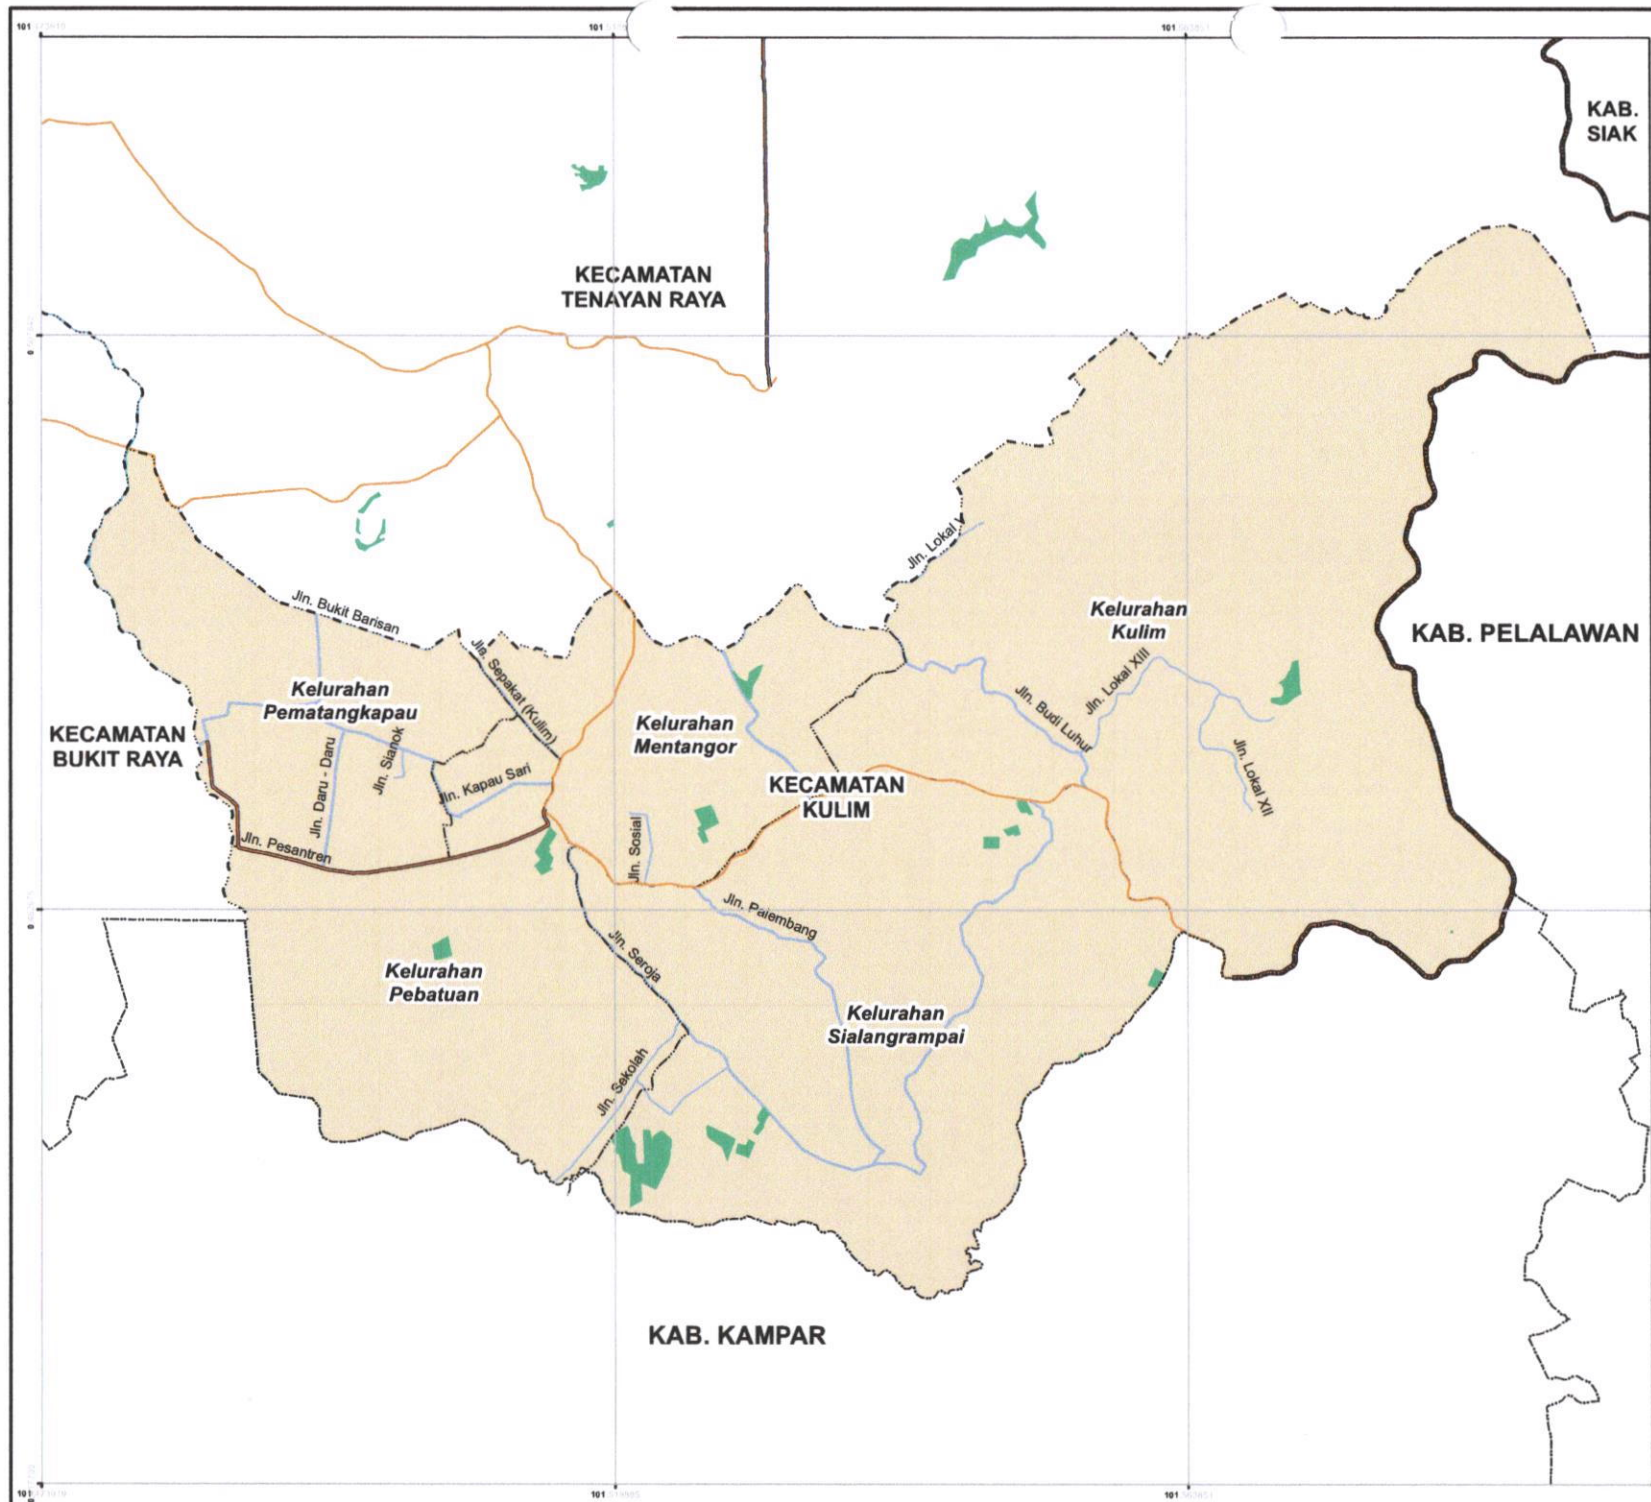 KAB.
SIAK
KECAMATAN
TENAYAN RAYA
Jln. Lokal V
Jln. Bukit Barisan
Kelurahan
Kulim
KAB. PELALAWAN
Jln. Sepakat (Kulim)
Jln. Lokal XIII
Kelurahan
Pematangkapau
Jln. Budi Luhur
Kelurahan
Mentangor
KECAMATAN
BUKIT RAYA
Jln. Sianok
Jln. Daru - Daru
Jln. Kapau Sari
KECAMATAN
KULIM
Jln. Lokal XII
Jln. Pesantren
Jln. Sosial
Jln. Palembang
Jln. Seroja
Kelurahan
Pebatuan
Kelurahan
Sialangrampai
Jln. Sekolah
KAB. KAMPAR